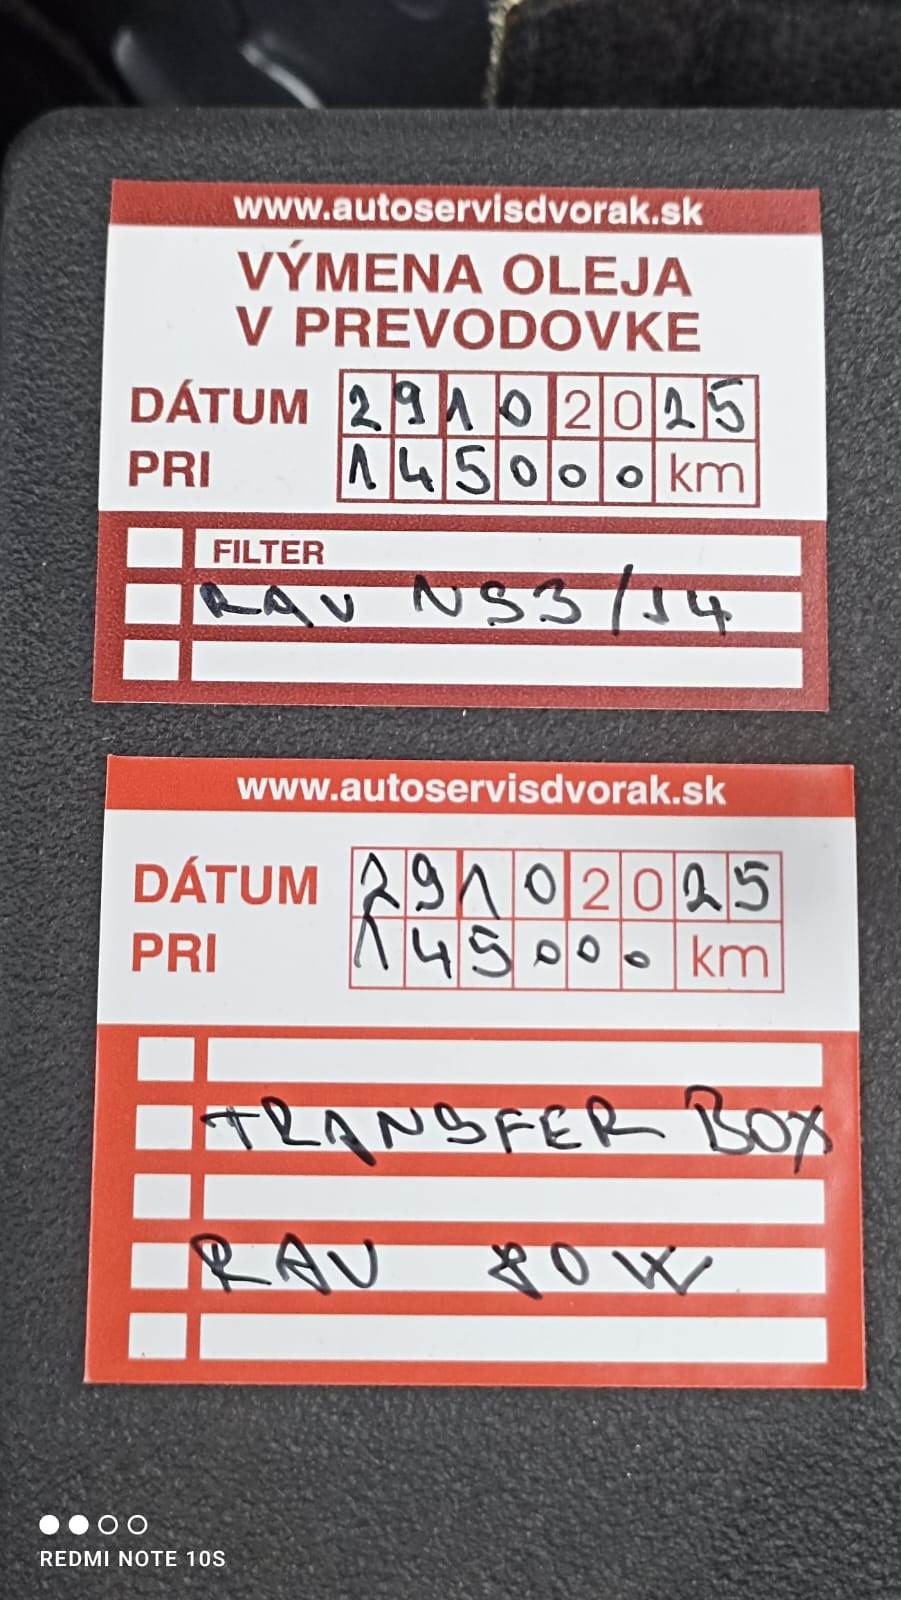 www.autoservisdvorak.sk
VÝMENA OLEJA
V PREVODOVKE
DÁTUM 29102025
PRI 145000 km
FILTER
RAV NS3/J4
www.autoservisdvorak.sk
DÁTUM 29102025
PRI 145000 km
TRANSFER BOX
RAV 80W
REDMI NOTE 10S